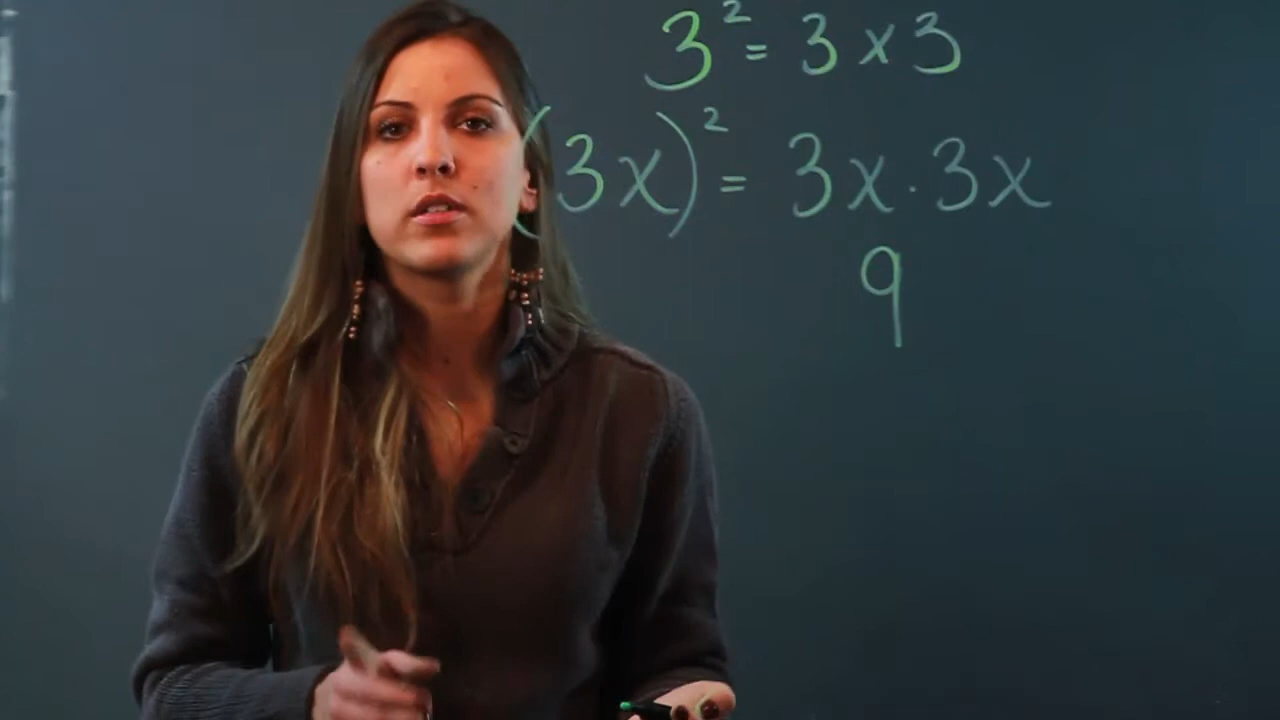 3² = 3 x 3
(3x)² = 3x · 3x
9